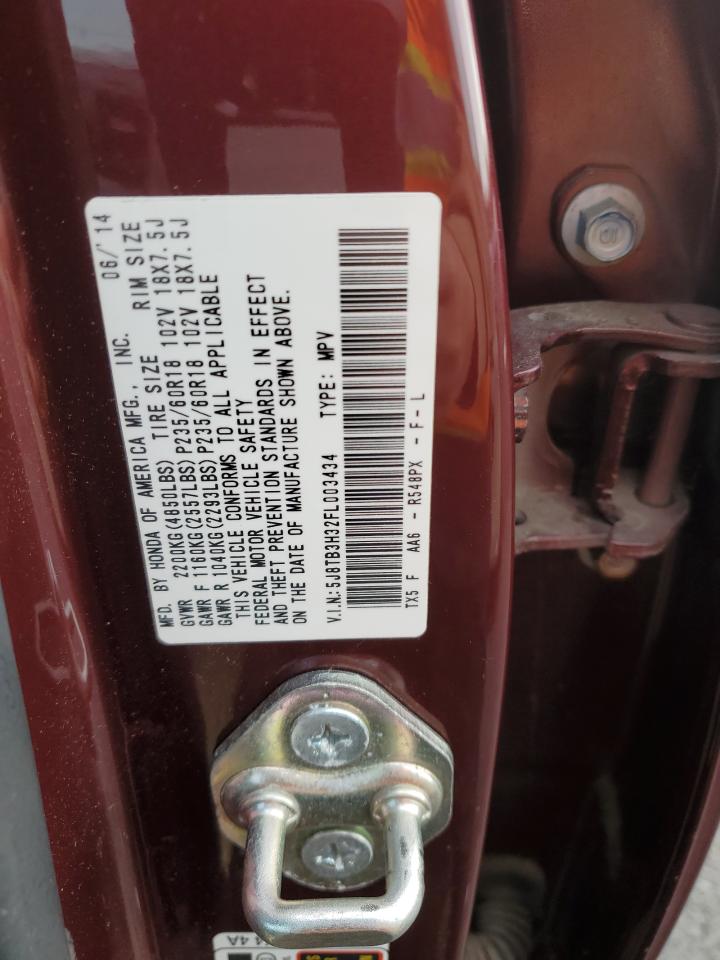 MFD. BY HONDA OF AMERICA MFG., INC. 06/'14
GVWR 2200KG(4850LBS) TIRE SIZE RIM SIZE
GAWR F 1160KG(2557LBS) P235/60R18 102V 18X7.5J
GAWR R 1040KG(2293LBS) P235/60R18 102V 18X7.5J
THIS VEHICLE CONFORMS TO ALL APPLICABLE
FEDERAL MOTOR VEHICLE SAFETY
AND THEFT PREVENTION STANDARDS IN EFFECT
ON THE DATE OF MANUFACTURE SHOWN ABOVE.
V.I.N.:5J8TB3H32FL003434 TYPE: MPV
TX5 F AA6 - R548PX - F-L